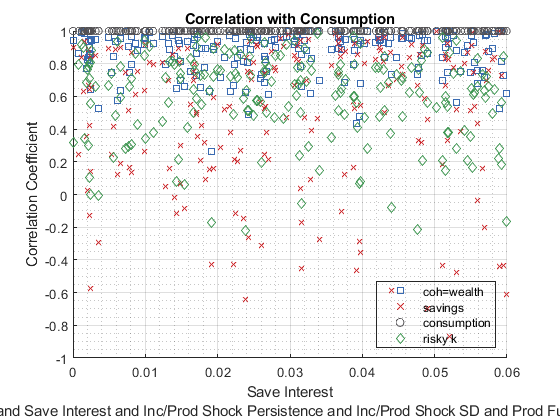 Correlation with Consumption
1
0.8
0.6
0.4
0.2
0
-0.2
-0.4
-0.6
-0.8
-1
Correlation Coefficient
coh=wealth
savings
consumption
risky k
0
0.01
0.02
0.03
0.04
0.05
0.06
Save Interest
and Save Interest and Inc/Prod Shock Persistence and Inc/Prod Shock SD and Prod Fu